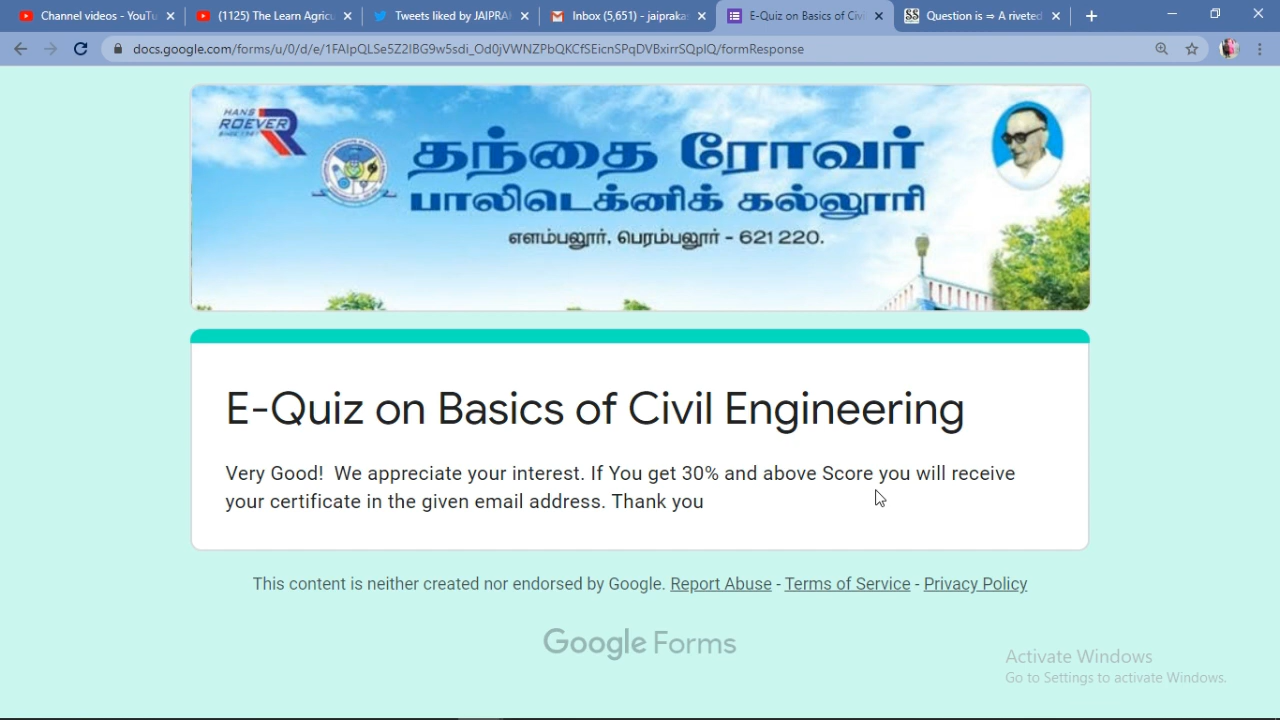 Channel videos - YouTu
(1125) The Learn Agricu
Tweets liked by JAIPRA
Inbox (5,651) - jaipraka
E-Quiz on Basics of Civi
Question is ⇒ A riveted
docs.google.com/forms/u/0/d/e/1FAIpQLSe5Z2IBG9w5sdi_Od0jVWNZPbQKCfSEicnSPqDVBxirrSQpIQ/formResponse
HANS
ROEVER
தந்தை ரோவர்
பாலிடெக்னிக் கல்லூரி
எளம்பலூர், பெரம்பலூர் - 621 220.
E-Quiz on Basics of Civil Engineering
Very Good!  We appreciate your interest. If You get 30% and above Score you will receive
your certificate in the given email address. Thank you
This content is neither created nor endorsed by Google. Report Abuse - Terms of Service - Privacy Policy
Google Forms
Activate Windows
Go to Settings to activate Windows.